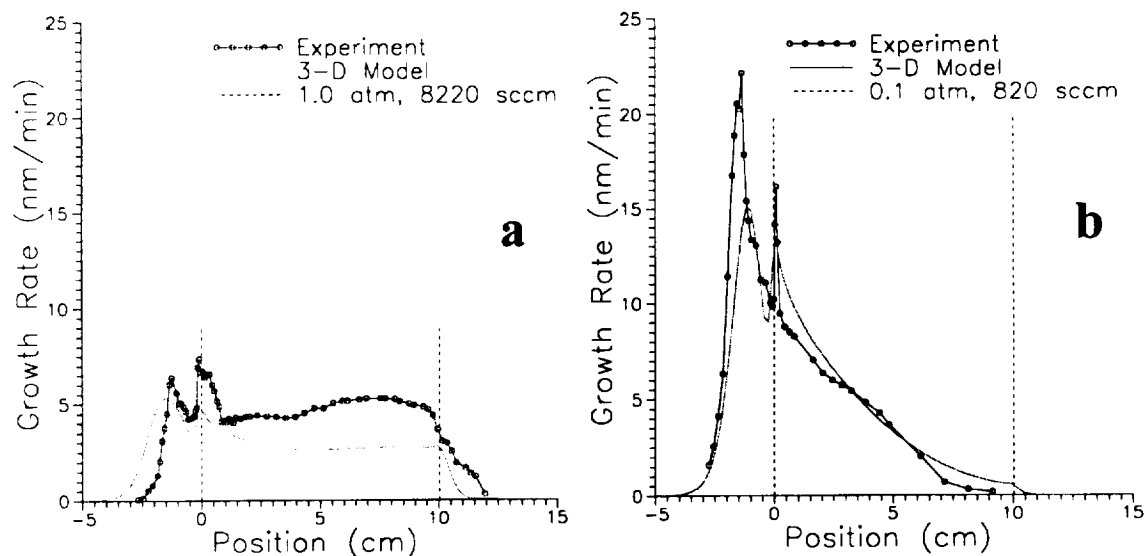 25
20
15
10
5
0
Growth Rate (nm/min)
Experiment
3-D Model
1.0 atm, 8220 sccm
a
-5 0 5 10 15
Position (cm)
25
20
15
10
5
0
Growth Rate (nm/min)
Experiment
3-D Model
0.1 atm, 820 sccm
b
-5 0 5 10 15
Position (cm)